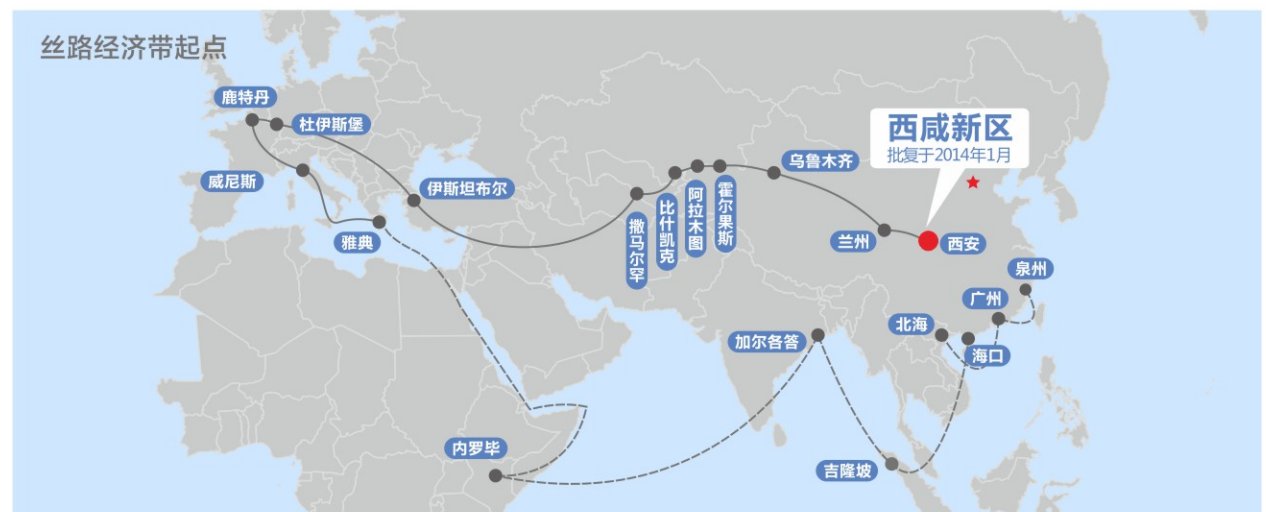 丝路经济带起点
鹿特丹
杜伊斯堡
威尼斯
雅典
伊斯坦布尔
撒马尔罕
比什凯克
阿拉木图
霍尔果斯
乌鲁木齐
西咸新区
批复于2014年1月
兰州
西安
泉州
广州
北海
海口
加尔各答
内罗毕
吉隆坡